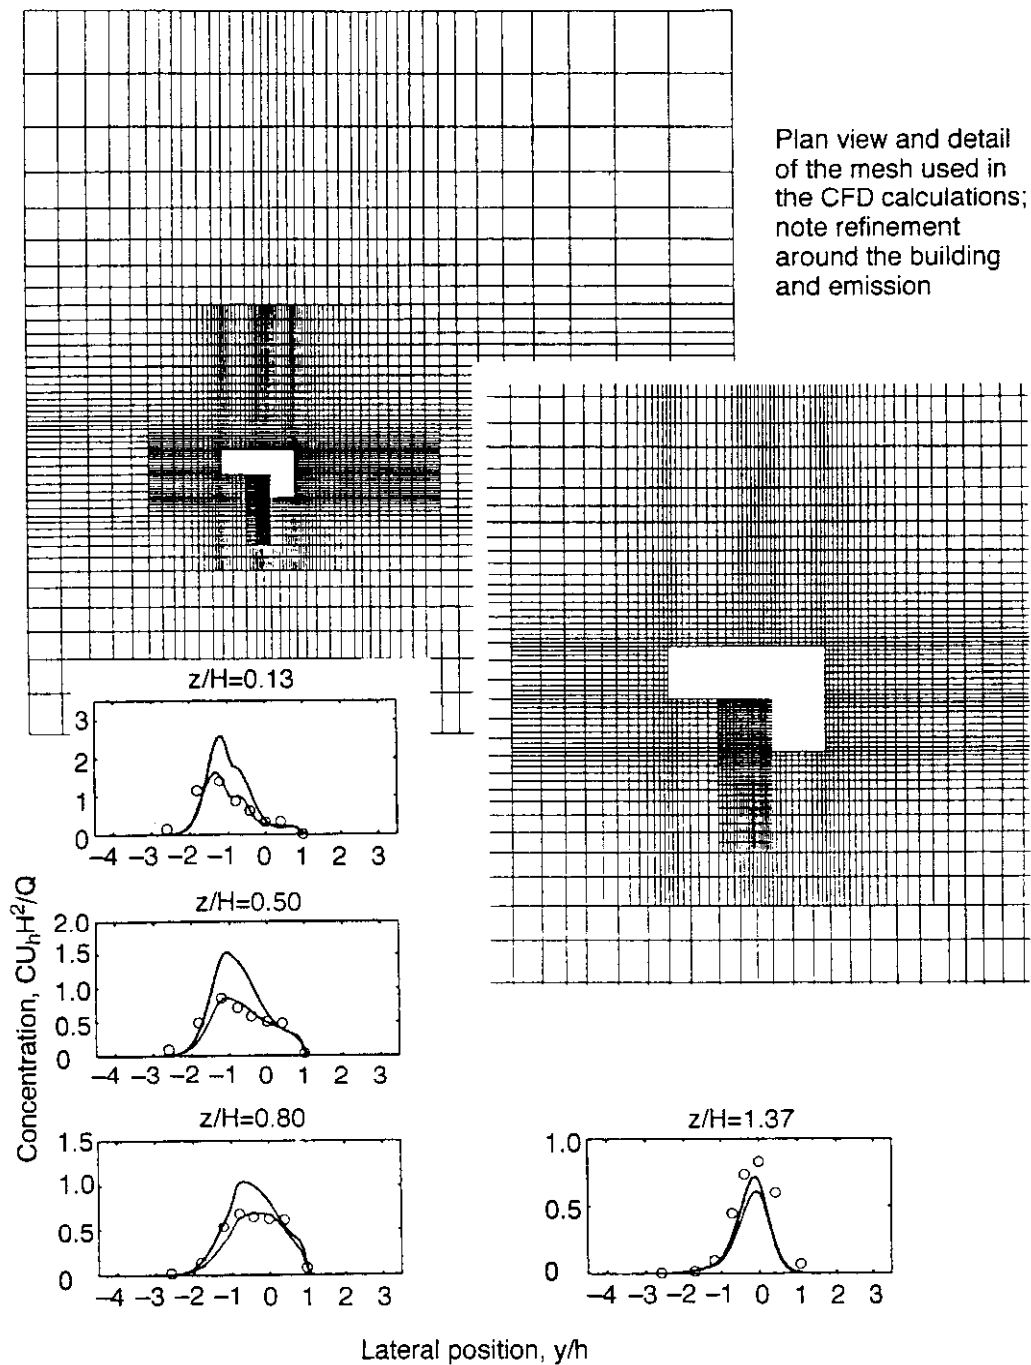 Plan view and detail
of the mesh used in
the CFD calculations;
note refinement
around the building
and emission
z/H=0.13
3
2
1
0
–4 –3 –2 –1 0 1 2 3
z/H=0.50
2.0
1.5
1.0
0.5
0
–4 –3 –2 –1 0 1 2 3
z/H=0.80
1.5
1.0
0.5
0
–4 –3 –2 –1 0 1 2 3
z/H=1.37
1.0
0.5
0
–4 –3 –2 –1 0 1 2 3
Concentration, CUₕH²/Q
Lateral position, y/h